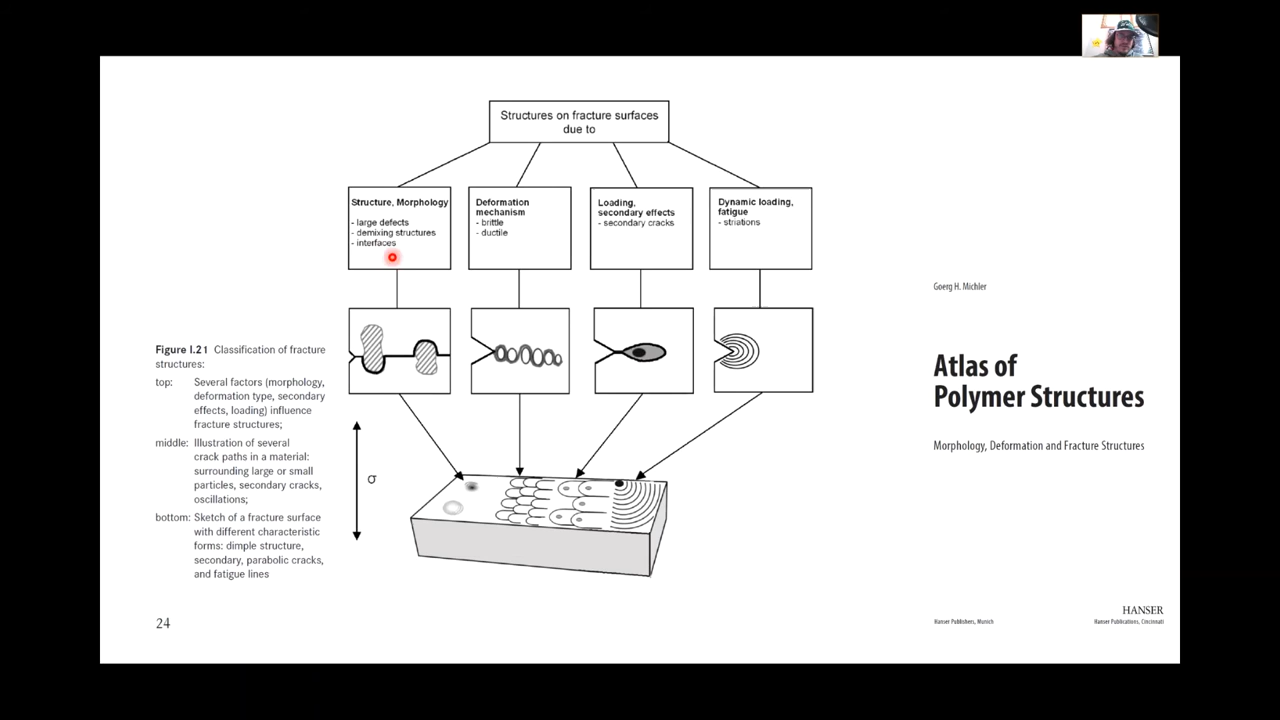 Structures on fracture surfaces
due to
Structure, Morphology
- large defects
- demixing structures
- interfaces
Deformation
mechanism
- brittle
- ductile
Loading,
secondary effects
- secondary cracks
Dynamic loading,
fatigue
- striations
Figure I.21 Classification of fracture
structures:
top: Several factors (morphology,
deformation type, secondary
effects, loading) influence
fracture structures;
middle: Illustration of several
crack paths in a material:
surrounding large or small
particles, secondary cracks,
oscillations;
bottom: Sketch of a fracture surface
with different characteristic
forms: dimple structure,
secondary, parabolic cracks,
and fatigue lines
σ
24
Goerg H. Michler
Atlas of
Polymer Structures
Morphology, Deformation and Fracture Structures
HANSER
Hanser Publishers, Munich
Hanser Publications, Cincinnati